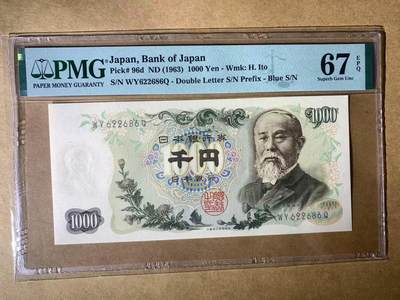 PMG
PAPER MONEY GUARANTY
Japan, Bank of Japan
Pick# 96d ND (1963) 1000 Yen - Wmk: H. Ito
S/N WY622686Q - Double Letter S/N Prefix - Blue S/N
67 EPQ
Superb Gem Unc
1000
WY622686Q
日本銀行券
千円
日本銀行
WY622686Q
1000